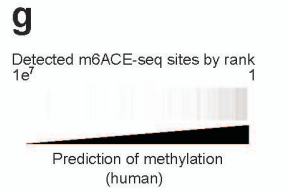 g
Detected m6ACE-seq sites by rank
1e⁷ 1
Prediction of methylation
(human)